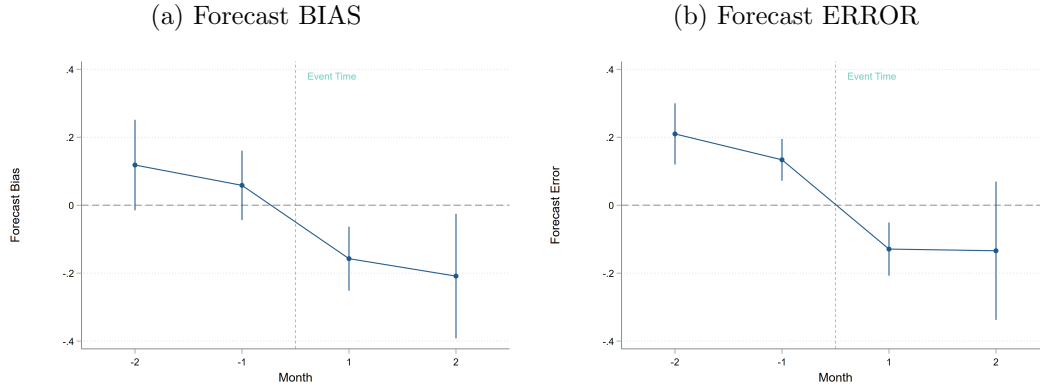 (a) Forecast BIAS
.4
.2
0
-.2
-.4
Forecast Bias
Event Time
-2 -1 1 2
Month
(b) Forecast ERROR
.4
.2
0
-.2
-.4
Forecast Error
Event Time
-2 -1 1 2
Month